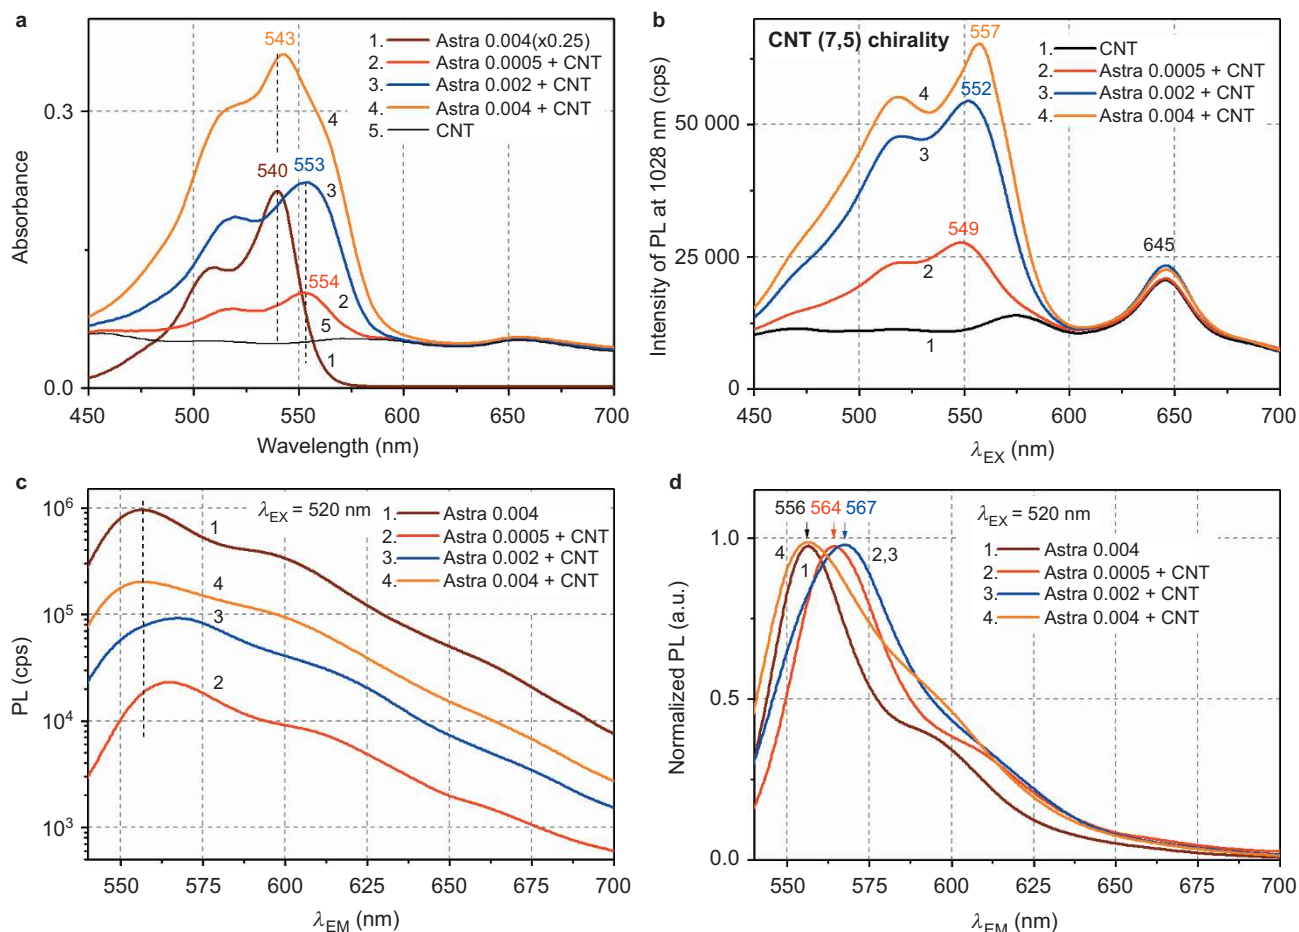 a
543
1. Astra 0.004(x0.25)
2. Astra 0.0005 + CNT
3. Astra 0.002 + CNT
4. Astra 0.004 + CNT
5. CNT
4
0.3
540
553
3
554
2
5
1
Absorbance
0.0
450 500 550 600 650 700
Wavelength (nm)
b
CNT (7,5) chirality
557
1. CNT
2. Astra 0.0005 + CNT
3. Astra 0.002 + CNT
4. Astra 0.004 + CNT
552
4
50 000
3
549
645
2
25 000
1
Intensity of PL at 1028 nm (cps)
0
450 500 550 600 650 700
λEX (nm)
c
10⁶
λEX = 520 nm
1. Astra 0.004
2. Astra 0.0005 + CNT
3. Astra 0.002 + CNT
4. Astra 0.004 + CNT
1
4
10⁵
3
2
10⁴
10³
PL (cps)
550 575 600 625 650 675 700
λEM (nm)
d
556 564 567
λEX = 520 nm
1. Astra 0.004
2. Astra 0.0005 + CNT
3. Astra 0.002 + CNT
4. Astra 0.004 + CNT
1.0
4
1
2,3
0.5
Normalized PL (a.u.)
0.0
550 575 600 625 650 675 700
λEM (nm)